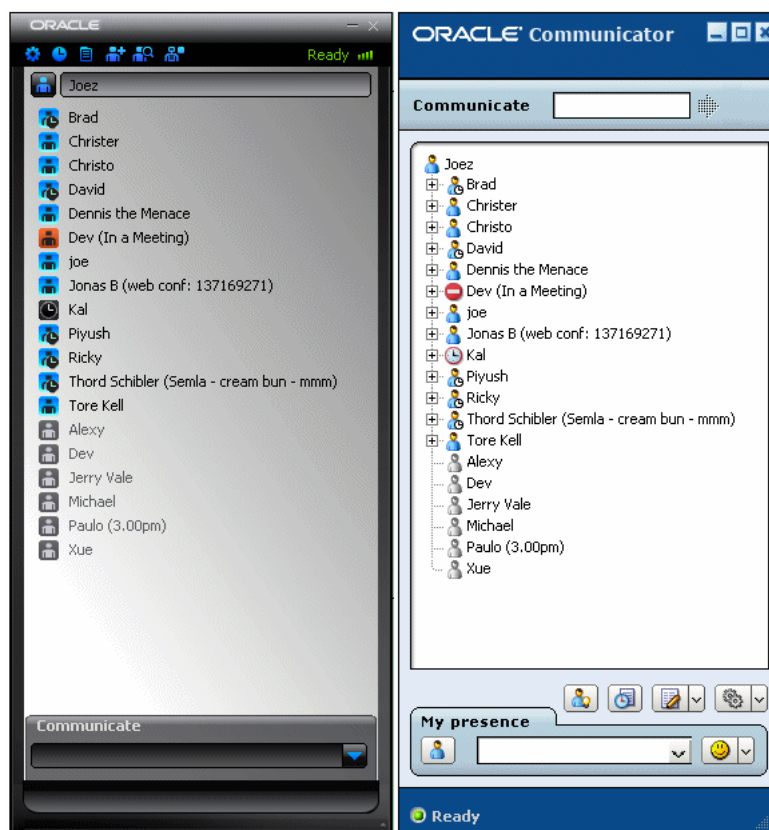 ORACLE
Ready
Joez
Brad
Christer
Christo
David
Dennis the Menace
Dev (In a Meeting)
joe
Jonas B (web conf: 137169271)
Kal
Piyush
Ricky
Thord Schibler (Semla - cream bun - mmm)
Tore Kell
Alexy
Dev
Jerry Vale
Michael
Paulo (3.00pm)
Xue
Communicate
ORACLE Communicator
Communicate
Joez
Brad
Christer
Christo
David
Dennis the Menace
Dev (In a Meeting)
joe
Jonas B (web conf: 137169271)
Kal
Piyush
Ricky
Thord Schibler (Semla - cream bun - mmm)
Tore Kell
Alexy
Dev
Jerry Vale
Michael
Paulo (3.00pm)
Xue
My presence
Ready